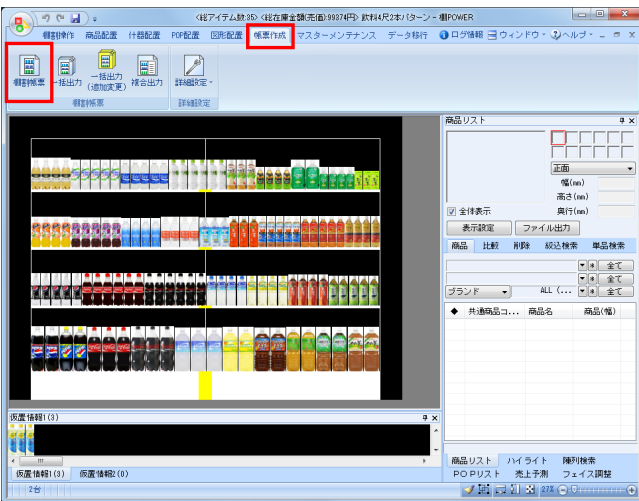 <総アイテム数:35> <総在庫金額(売価):99374円> 飲料4尺2本パターン - 棚POWER
棚割操作 商品配置 什器配置 POP配置 図形配置 帳票作成 マスターメンテナンス データ移行 ログ情報 ウィンドウ ヘルプ
棚割帳票 一括出力 一括出力(追加変更) 複合出力 詳細設定
棚割帳票 詳細設定
商品リスト
正面
幅(mm)
高さ(mm)
全体表示 奥行(mm)
表示設定 ファイル出力
商品 比較 削除 絞込検索 単品検索
* 全て
* 全て
ブランド ALL (... * 全て
◆ 共通商品コ... 商品名 商品(幅)
仮置情報1(3)
仮置情報1(3) 仮置情報2(0)
商品リスト ハイライト 陳列検索
POPリスト 売上予測 フェイス調整
2台 27%